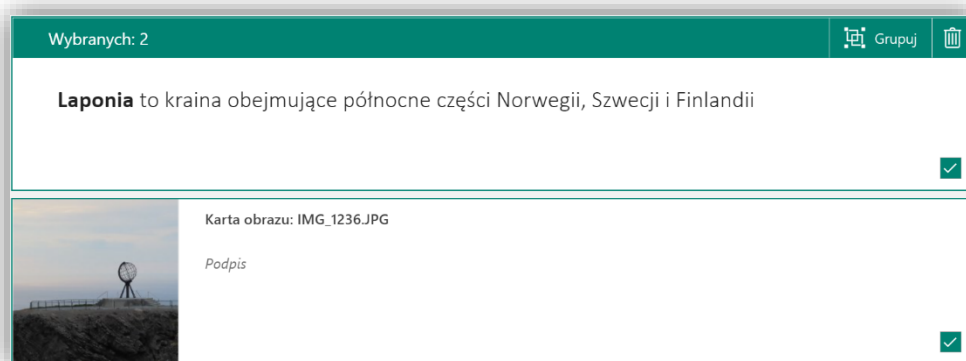 Wybranych: 2
Grupuj
Laponia to kraina obejmujące północne części Norwegii, Szwecji i Finlandii
Karta obrazu: IMG_1236.JPG
Podpis